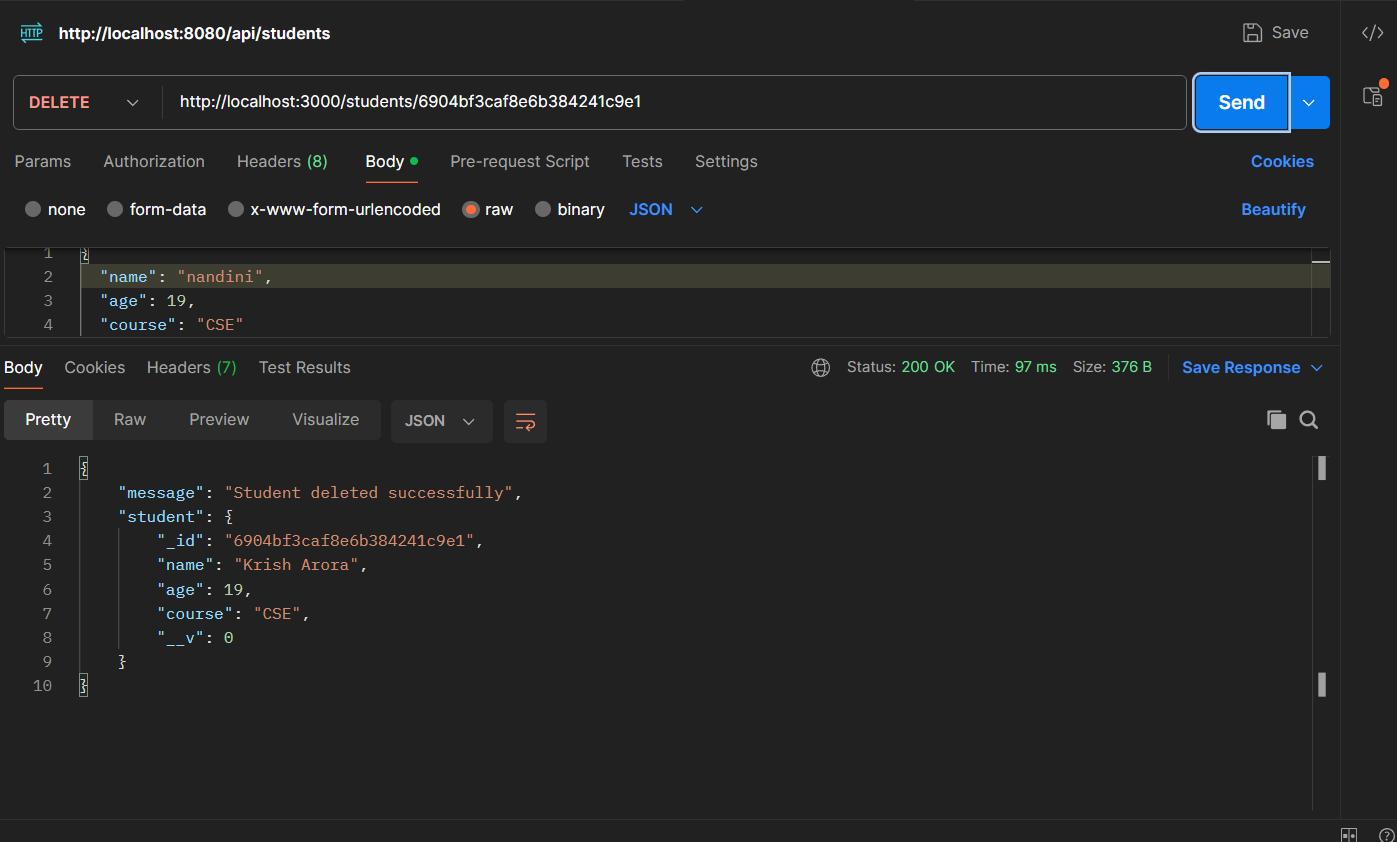 HTTP http://localhost:8080/api/students Save
DELETE http://localhost:3000/students/6904bf3caf8e6b384241c9e1 Send
Params Authorization Headers (8) Body Pre-request Script Tests Settings Cookies
none form-data x-www-form-urlencoded raw binary JSON Beautify
1 {
2 "name": "nandini",
3 "age": 19,
4 "course": "CSE"
Body Cookies Headers (7) Test Results Status: 200 OK Time: 97 ms Size: 376 B Save Response
Pretty Raw Preview Visualize JSON
1 {
2 "message": "Student deleted successfully",
3 "student": {
4 "_id": "6904bf3caf8e6b384241c9e1",
5 "name": "Krish Arora",
6 "age": 19,
7 "course": "CSE",
8 "__v": 0
9 }
10 }